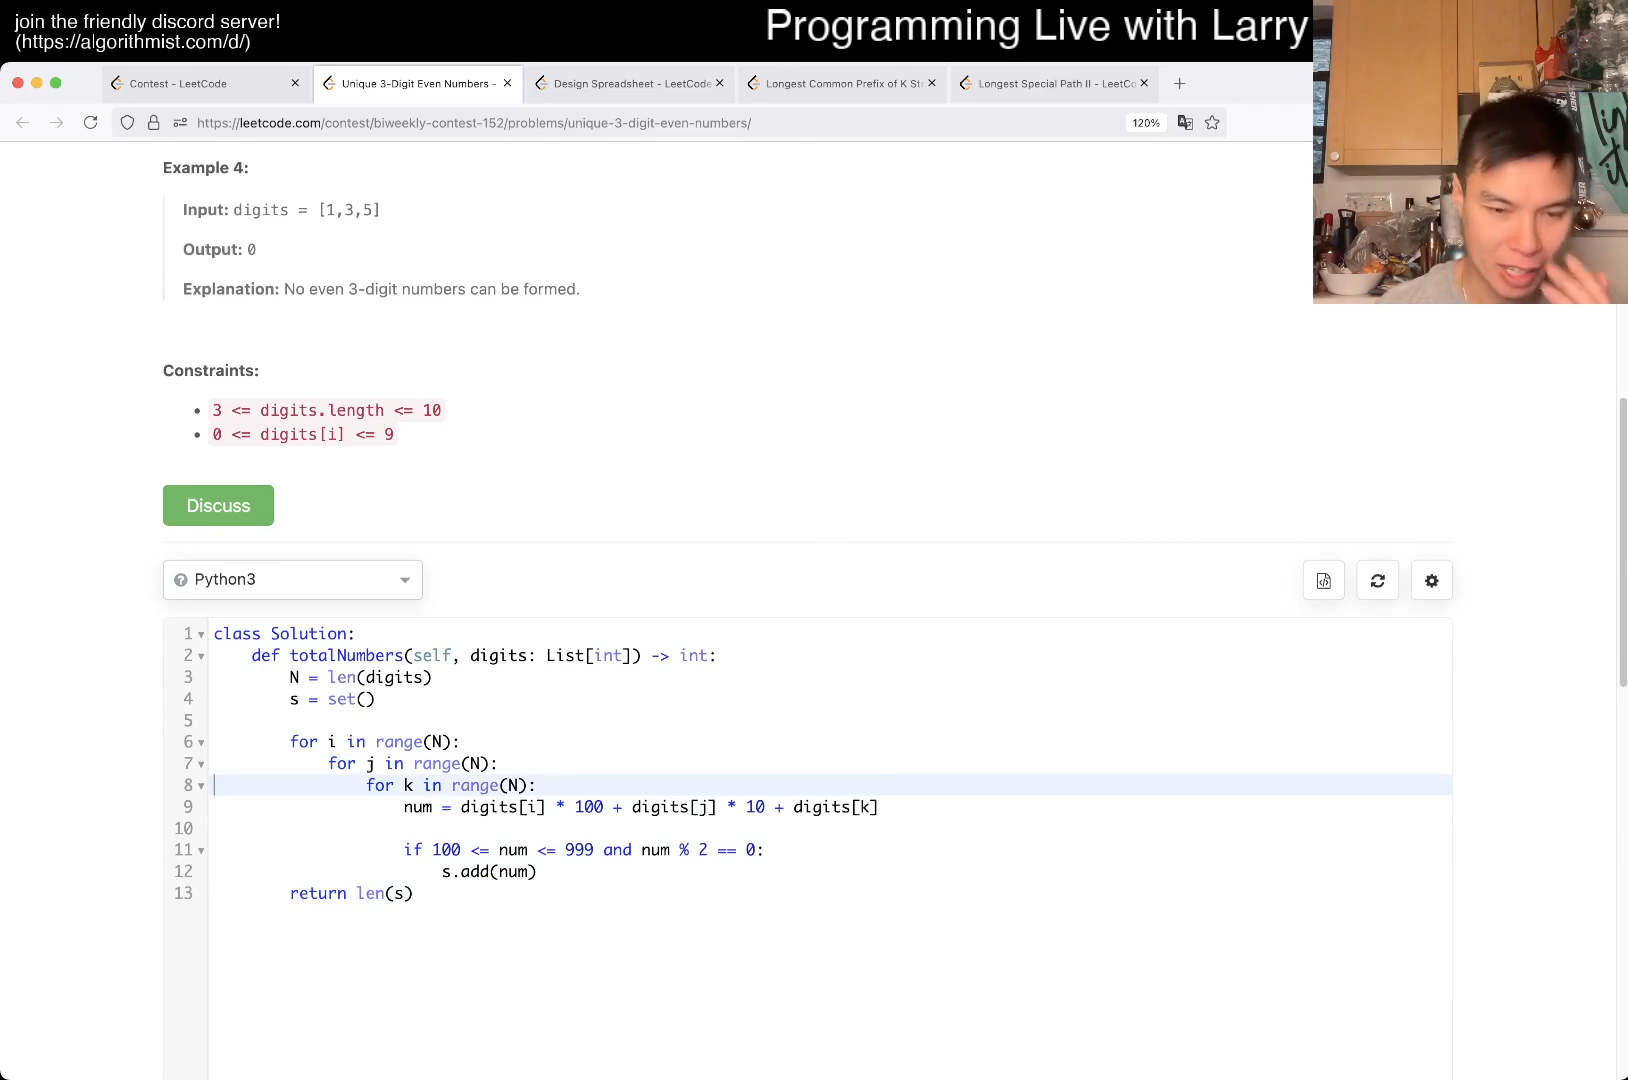 join the friendly discord server!
(https://algorithmist.com/d/)
Programming Live with Larry
Contest - LeetCode
Unique 3-Digit Even Numbers -
Design Spreadsheet - LeetCode
Longest Common Prefix of K St
Longest Special Path II - LeetCo
https://leetcode.com/contest/biweekly-contest-152/problems/unique-3-digit-even-numbers/
120%
Example 4:
Input: digits = [1,3,5]
Output: 0
Explanation: No even 3-digit numbers can be formed.
Constraints:
3 <= digits.length <= 10
0 <= digits[i] <= 9
Discuss
Python3
1 class Solution:
2 def totalNumbers(self, digits: List[int]) -> int:
3 N = len(digits)
4 s = set()
5
6 for i in range(N):
7 for j in range(N):
8 for k in range(N):
9 num = digits[i] * 100 + digits[j] * 10 + digits[k]
10
11 if 100 <= num <= 999 and num % 2 == 0:
12 s.add(num)
13 return len(s)